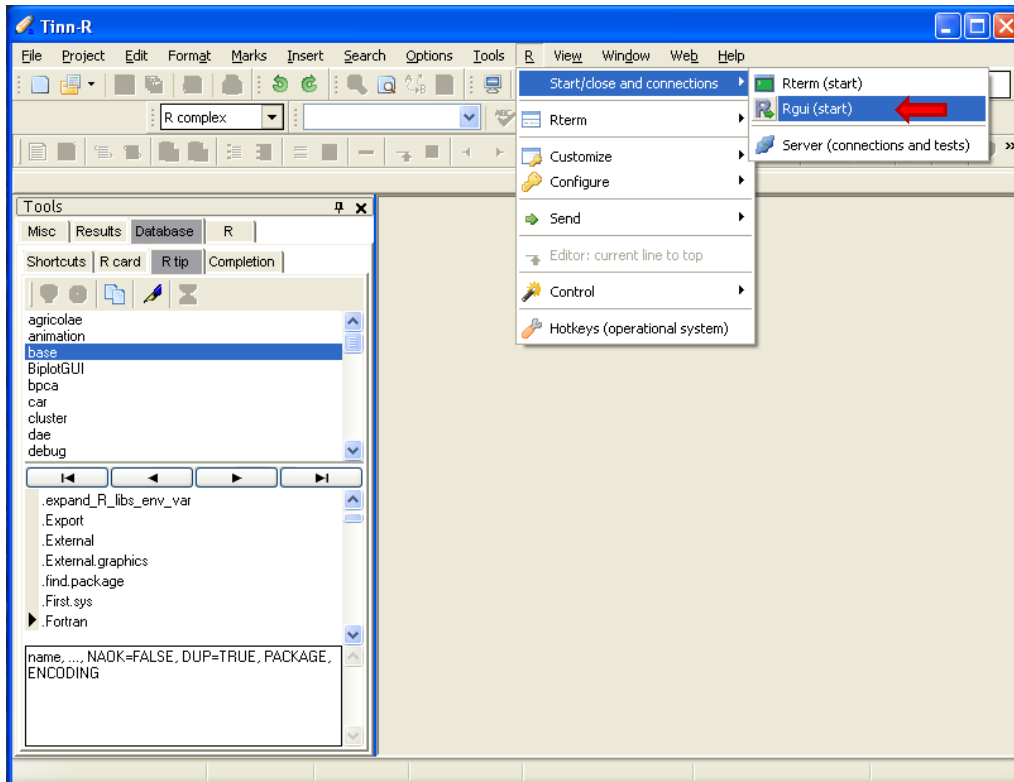 Tinn-R
File Project Edit Format Marks Insert Search Options Tools R View Window Web Help
Start/close and connections
Rterm (start)
Rgui (start)
Server (connections and tests)
R complex
ABC
Rterm
Customize
Configure
Send
Editor: current line to top
Control
Hotkeys (operational system)
Tools
Misc Results Database R
Shortcuts R card R tip Completion
agricolae
animation
base
BiplotGUI
bpca
car
cluster
dae
debug
.expand_R_libs_env_var
.Export
.External
.External.graphics
.find.package
.First.sys
.Fortran
name, ..., NAOK=FALSE, DUP=TRUE, PACKAGE,
ENCODING